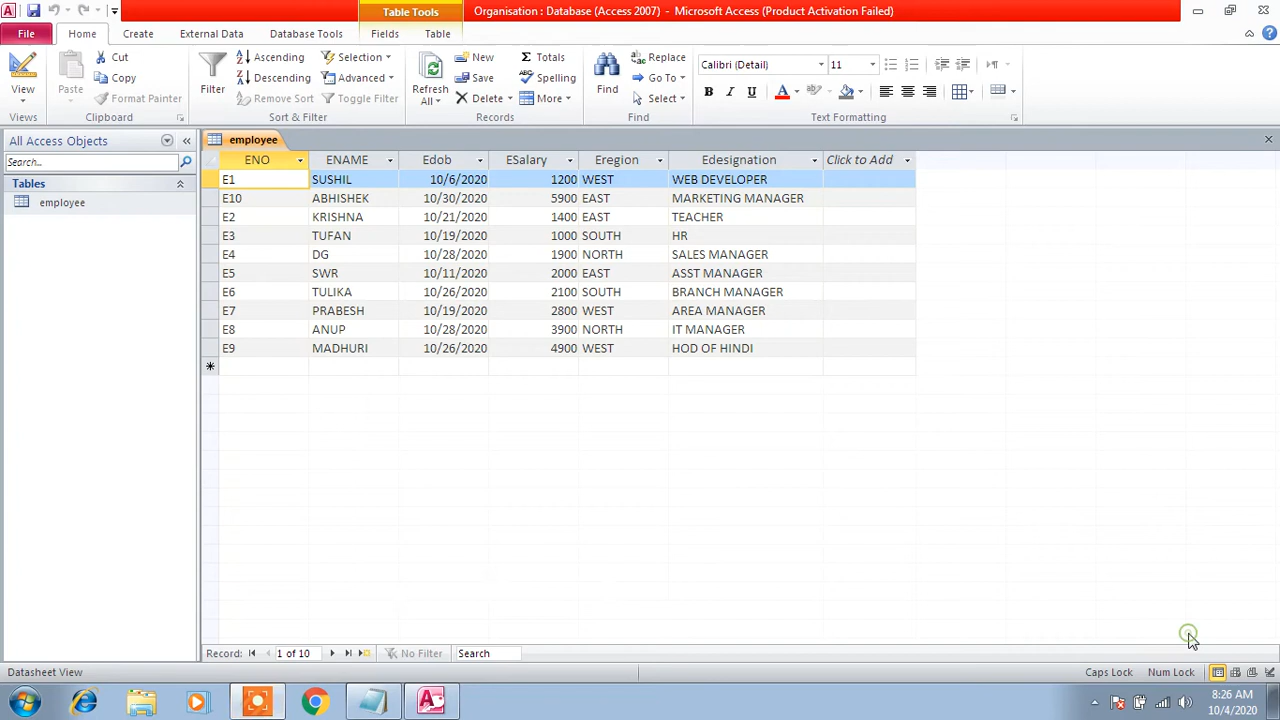 Table Tools
Organisation : Database (Access 2007) - Microsoft Access (Product Activation Failed)
File Home Create External Data Database Tools Fields Table
View
Views
Paste
Cut
Copy
Format Painter
Clipboard
Filter
Ascending
Descending
Remove Sort
Selection
Advanced
Toggle Filter
Sort & Filter
Refresh
All
New
Save
Delete
Totals
Spelling
More
Records
Find
Replace
Go To
Select
Find
Calibri (Detail) 11
B I U A
Text Formatting
All Access Objects
Search...
Tables
employee
employee
ENO ENAME Edob ESalary Eregion Edesignation Click to Add
E1 SUSHIL 10/6/2020 1200 WEST WEB DEVELOPER
E10 ABHISHEK 10/30/2020 5900 EAST MARKETING MANAGER
E2 KRISHNA 10/21/2020 1400 EAST TEACHER
E3 TUFAN 10/19/2020 1000 SOUTH HR
E4 DG 10/28/2020 1900 NORTH SALES MANAGER
E5 SWR 10/11/2020 2000 EAST ASST MANAGER
E6 TULIKA 10/26/2020 2100 SOUTH BRANCH MANAGER
E7 PRABESH 10/19/2020 2800 WEST AREA MANAGER
E8 ANUP 10/28/2020 3900 NORTH IT MANAGER
E9 MADHURI 10/26/2020 4900 WEST HOD OF HINDI
Record: 1 of 10 No Filter Search
Datasheet View Caps Lock Num Lock
8:26 AM
10/4/2020